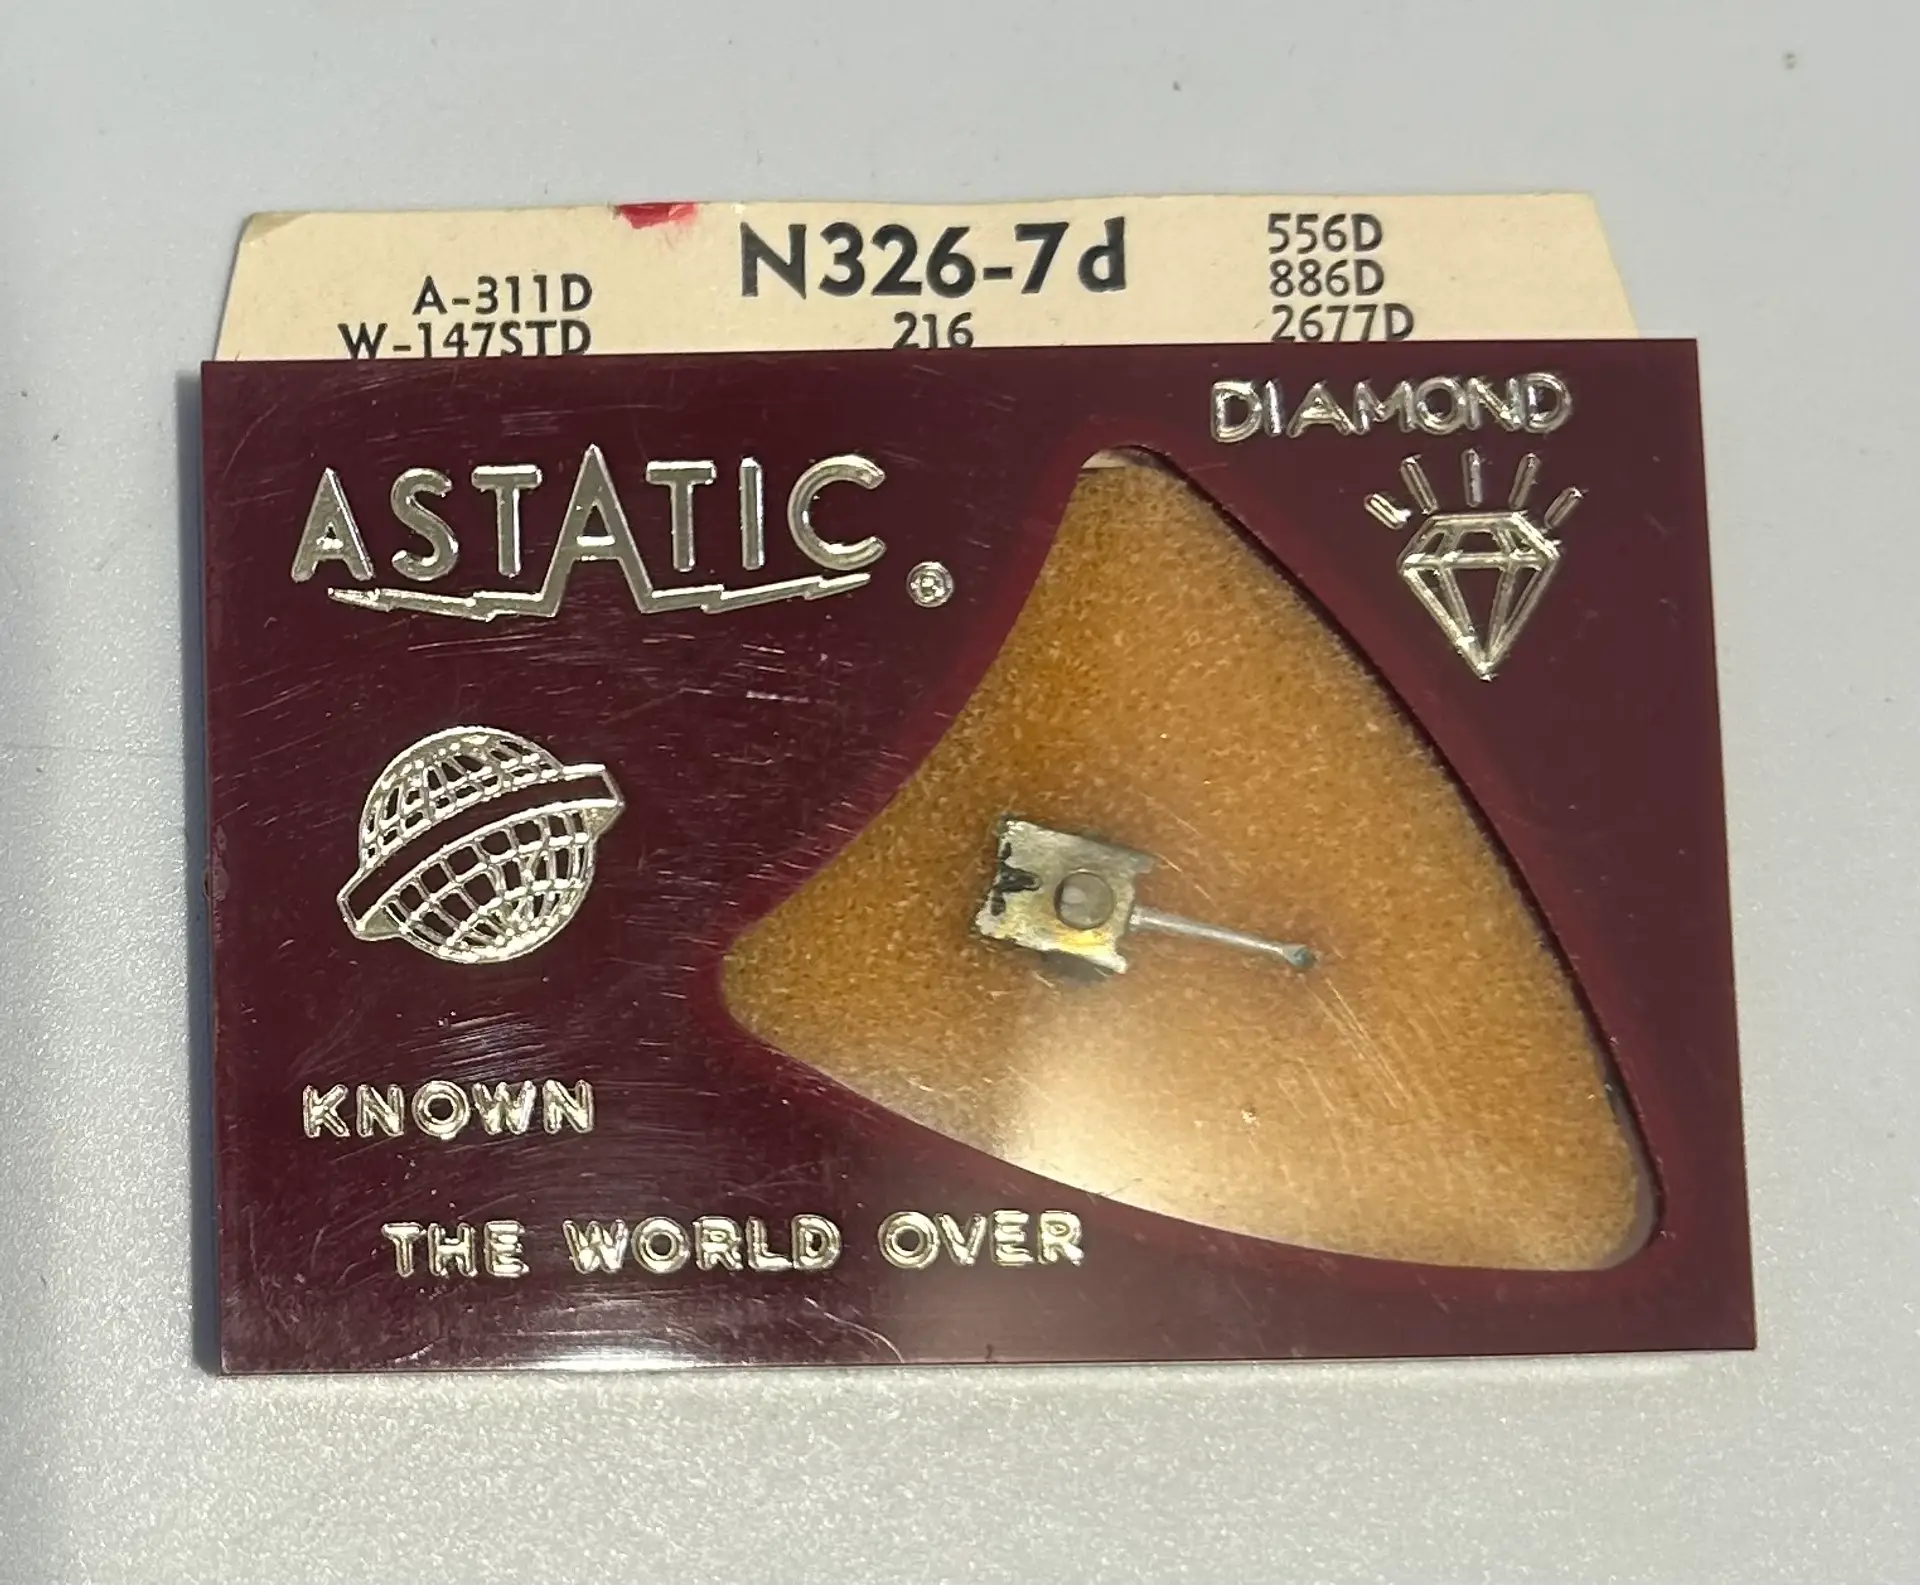 N326-7d
A-311D
W-147STD
216
556D
886D
2677D
DIAMOND
ASTATIC ®
KNOWN
THE WORLD OVER